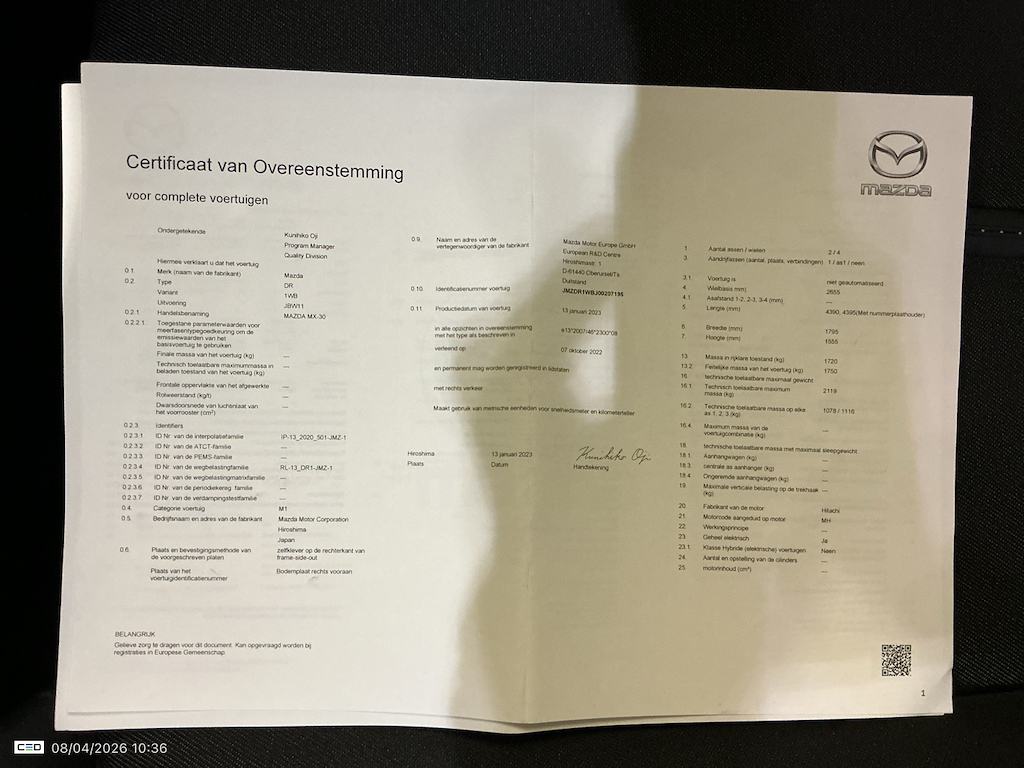 Certificaat van Overeenstemming
voor complete voertuigen
Ondergetekende Kunihiko Oji
Program Manager
Quality Division
Hiermee verklaart u dat het voertuig
0.1. Merk (naam van de fabrikant) Mazda
0.2. Type DR
Variant 1WB
Uitvoering JBW11
0.2.1. Handelsbenaming MAZDA MX-30
0.2.2.1. Toegestane parameterwaarden voor
meerfasentypegoedkeuring om de
emissiewaarden van het
basisvoertuig te gebruiken
Finale massa van het voertuig (kg) ---
Technisch toelaatbare maximummassa in
beladen toestand van het voertuig (kg) ---
Frontale oppervlakte van het afgewerkte ---
Rolweerstand (kg/t) ---
Dwarsdoorsnede van luchtinlaat van
het voorrooster (cm²) ---
0.2.3. Identifiers
0.2.3.1 ID Nr. van de interpolatiefamilie IP-13_2020_501-JMZ-1
0.2.3.2 ID Nr. van de ATCT-familie ---
0.2.3.3 ID Nr. van de PEMS-familie ---
0.2.3.4 ID Nr. van de wegbelastingfamilie RL-13_DR1-JMZ-1
0.2.3.5 ID Nr. van de wegbelastingmatrixfamilie ---
0.2.3.6 ID Nr. van de periodiekereg. familie ---
0.2.3.7. ID Nr. van de verdampingstestfamilie ---
0.4. Categorie voertuig M1
0.5. Bedrijfsnaam en adres van de fabrikant Mazda Motor Corporation
Hiroshima
Japan
0.6. Plaats en bevestigingsmethode van
de voorgeschreven platen zelfklever op de rechterkant van
frame-side-out
Plaats van het
voertuigidentificatienummer Bodemplaat rechts vooraan
BELANGRIJK
Gelieve zorg te dragen voor dit document. Kan opgevraagd worden bij
registraties in Europese Gemeenschap.
0.9. Naam en adres van de
vertegenwoordiger van de fabrikant Mazda Motor Europe GmbH
European R&D Centre
Hiroshimastr. 1
D-61440 Oberursel/Ts
Duitsland
0.10. Identificatienummer voertuig JMZDR1WBJ00207195
0.11. Productiedatum van voertuig 13 januari 2023
in alle opzichten in overeenstemming
met het type als beschreven in e13*2007/46*2300*08
verleend op: 07 oktober 2022
en permanent mag worden geregistreerd in lidstaten
met rechts verkeer
Maakt gebruik van metrische eenheden voor snelheidsmeter en kilometerteller
Hiroshima 13 januari 2023 Kunihiko Oji
Plaats Datum Handtekening
mazda
1. Aantal assen / wielen 2 / 4
3. Aandrijfassen (aantal, plaats, verbindingen) 1 / as1 / neen
3.1. Voertuig is niet geautomatiseerd
4. Wielbasis mm) 2655
4.1. Asafstand 1-2, 2-3, 3-4 (mm) ---
5. Lengte (mm) 4390, 4395(Met nummerplaathouder)
6. Breedte (mm) 1795
7. Hoogte (mm) 1555
13. Massa in rijklare toestand (kg) 1720
13.2. Feitelijke massa van het voertuig (kg) 1750
16. technische toelaatbare maximaal gewicht
16.1. Technisch toelaatbare maximum
massa (kg) 2119
16.2. Technische toelaatbare massa op elke
as 1, 2, 3 (kg) 1078 / 1116
16.4. Maximum massa van de
voertuigcombinatie (kg) ---
18. technische toelaatbare massa met maximaal sleepgewicht
18.1. Aanhangwagen (kg) ---
18.3. centrale as aanhanger (kg) ---
18.4. Ongeremde aanhangwagen (kg) ---
19. Maximale verticale belasting op de trekhaak
(kg) ---
20. Fabrikant van de motor Hitachi
21. Motorcode aangeduid op motor MH
22. Werkingsprincipe ---
23. Geheel elektrisch Ja
23.1. Klasse Hybride (elektrische) voertuigen Neen
24. Aantal en opstelling van de cilinders ---
25. motorinhoud (cm³) ---
1
CEO 08/04/2026 10:36